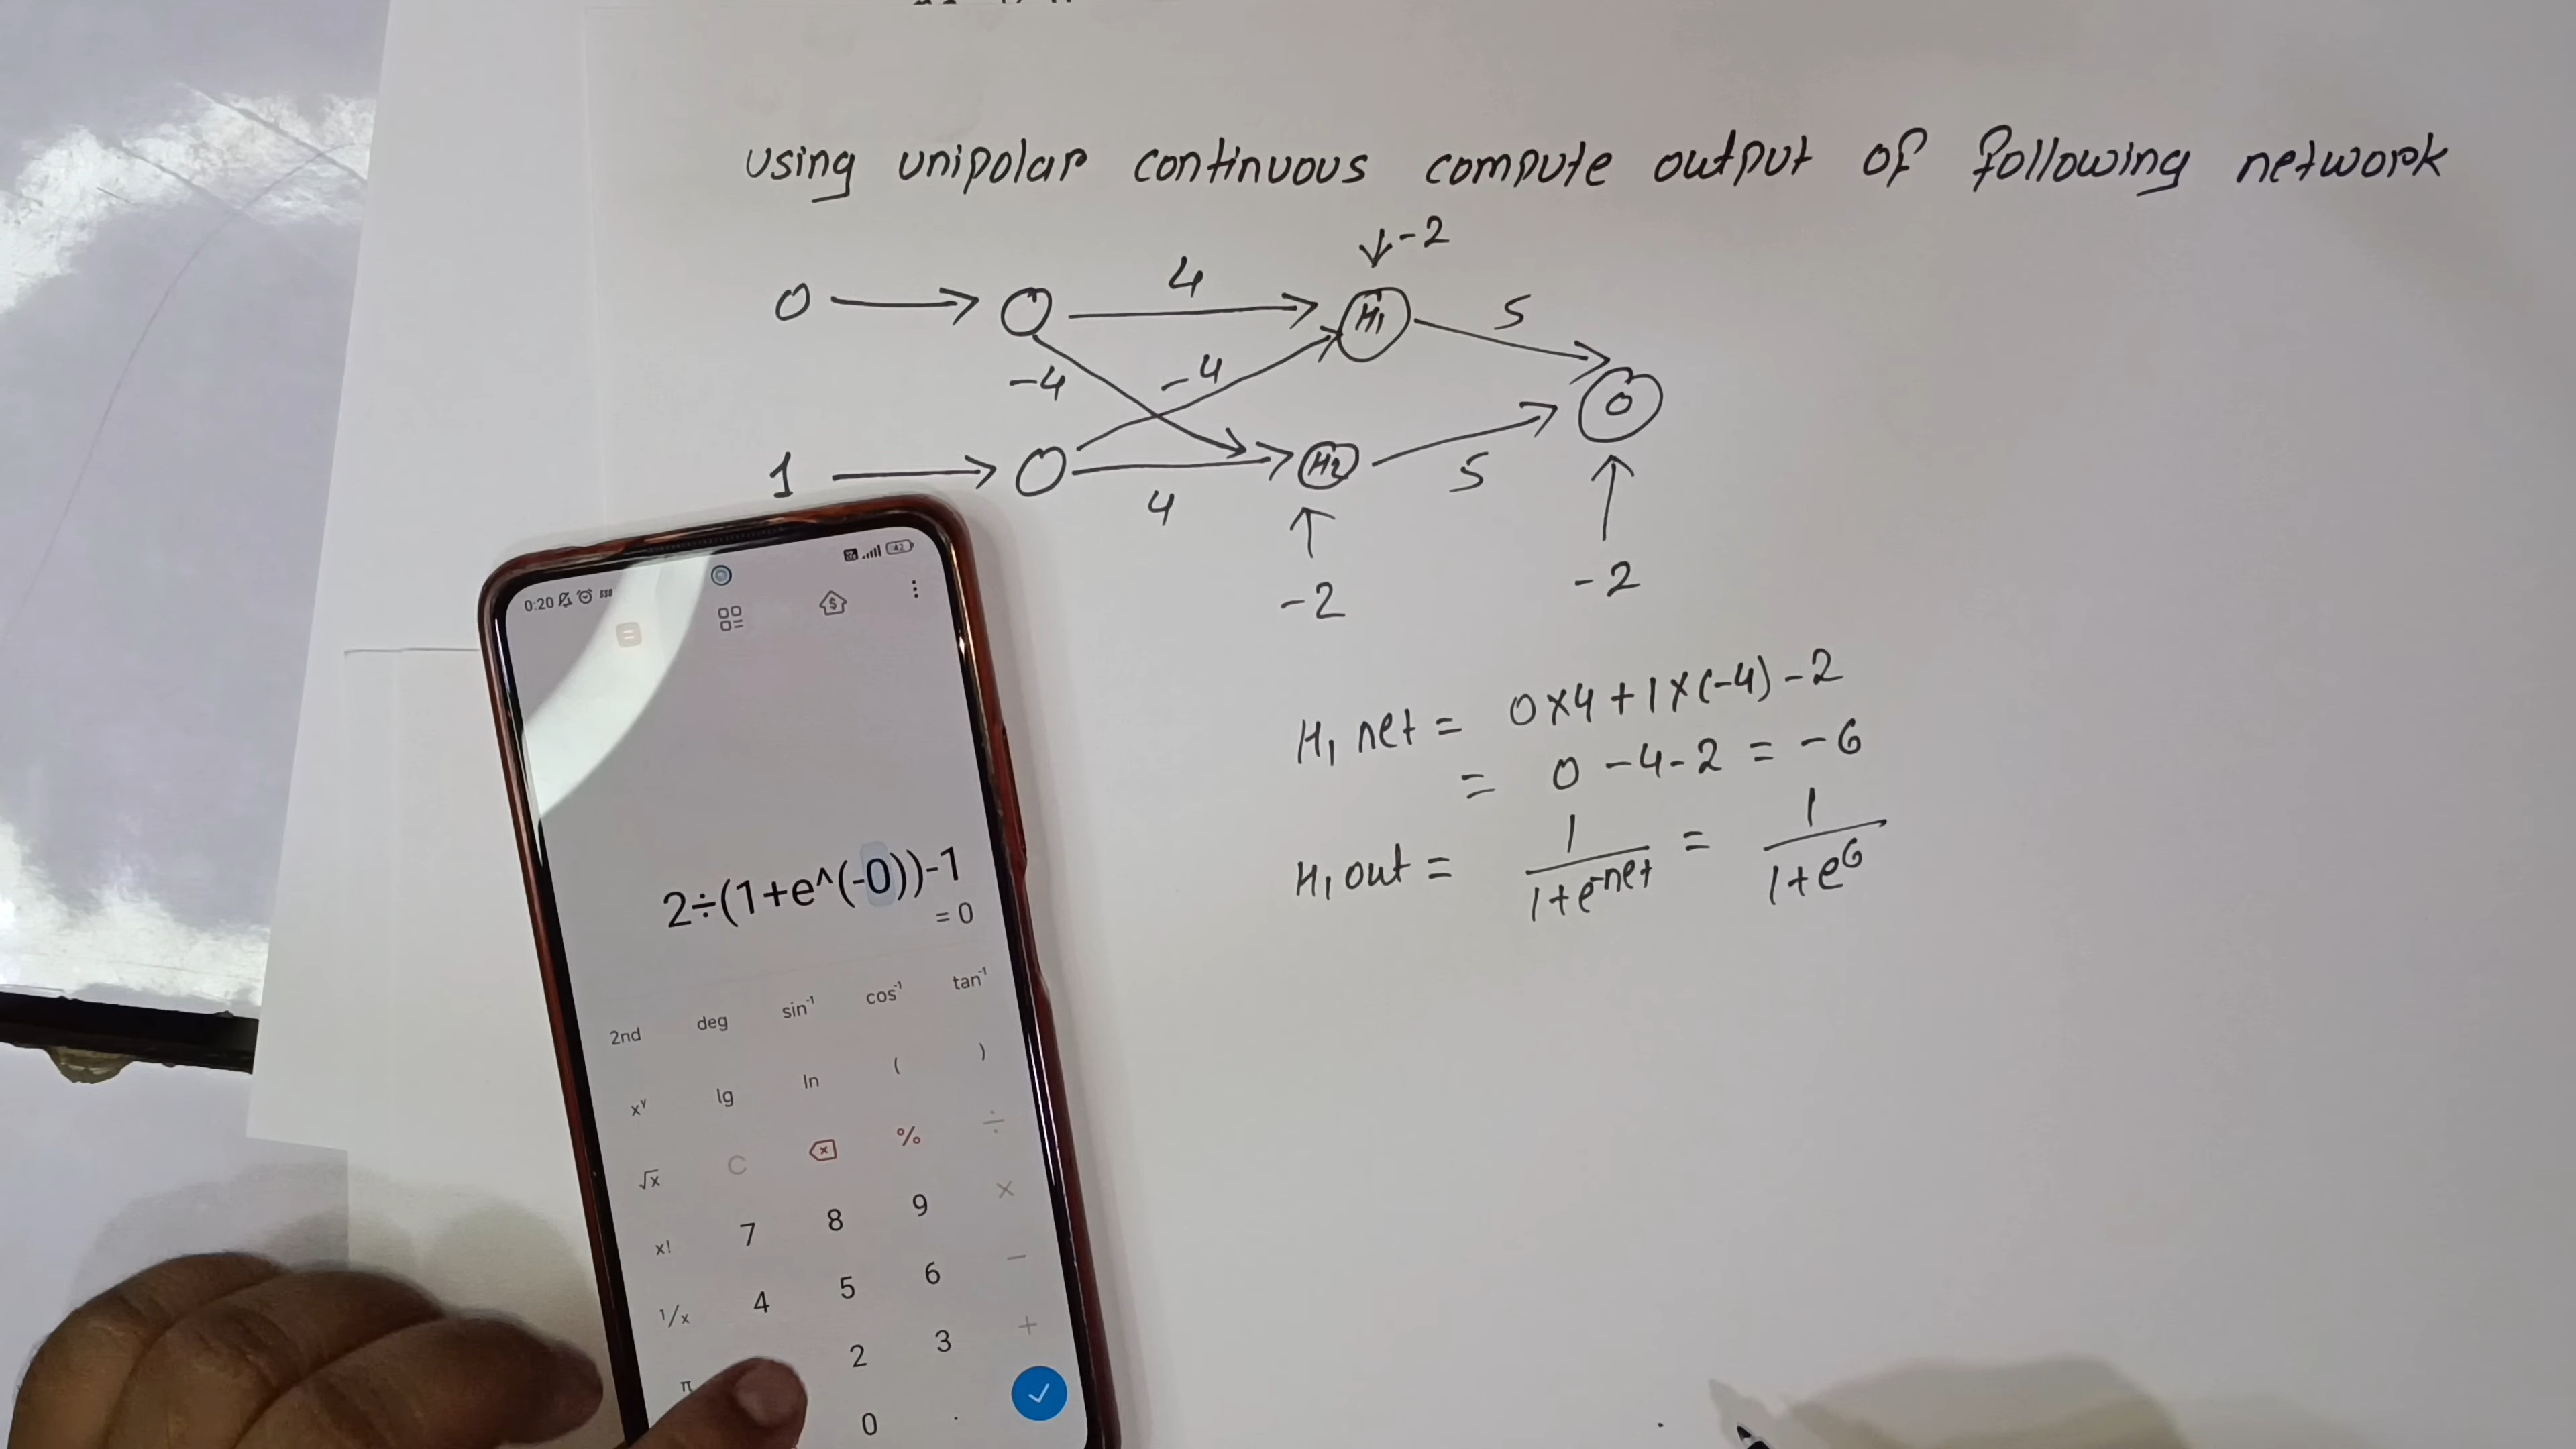 using unipolar continuous compute output of following network
↓ -2
0 → 4 H1 5
-4 -4 0
1 → 4 H2 5
-2 -2
H1 net = 0x4 + 1x(-4) - 2
= 0 - 4 - 2 = -6
H1 out = 1/(1+e^-net) = 1/(1+e^6)
0:20 42
2÷(1+e^(-0))-1
= 0
2nd deg sin⁻¹ cos⁻¹ tan⁻¹
xʸ lg ln ( )
√x C % ÷
x! 7 8 9 ×
1/x 4 5 6 −
π 2 3 +
0 .